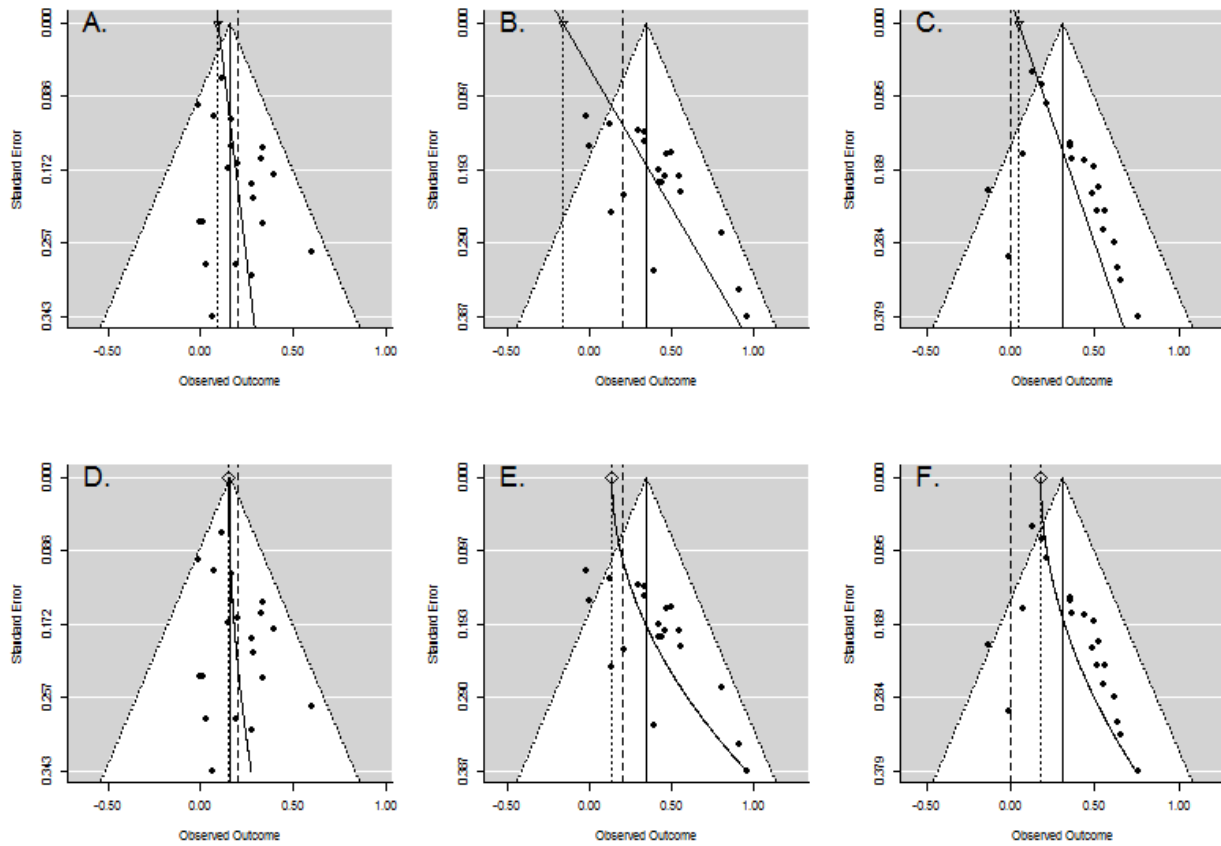 A.
Standard Error
0.000
0.086
0.172
0.257
0.343
-0.50 0.00 0.50 1.00
Observed Outcome
B.
Standard Error
0.000
0.097
0.193
0.290
0.387
-0.50 0.00 0.50 1.00
Observed Outcome
C.
Standard Error
0.000
0.095
0.189
0.284
0.379
-0.50 0.00 0.50 1.00
Observed Outcome
D.
Standard Error
0.000
0.086
0.172
0.257
0.343
-0.50 0.00 0.50 1.00
Observed Outcome
E.
Standard Error
0.000
0.097
0.193
0.290
0.387
-0.50 0.00 0.50 1.00
Observed Outcome
F.
Standard Error
0.000
0.095
0.189
0.284
0.379
-0.50 0.00 0.50 1.00
Observed Outcome